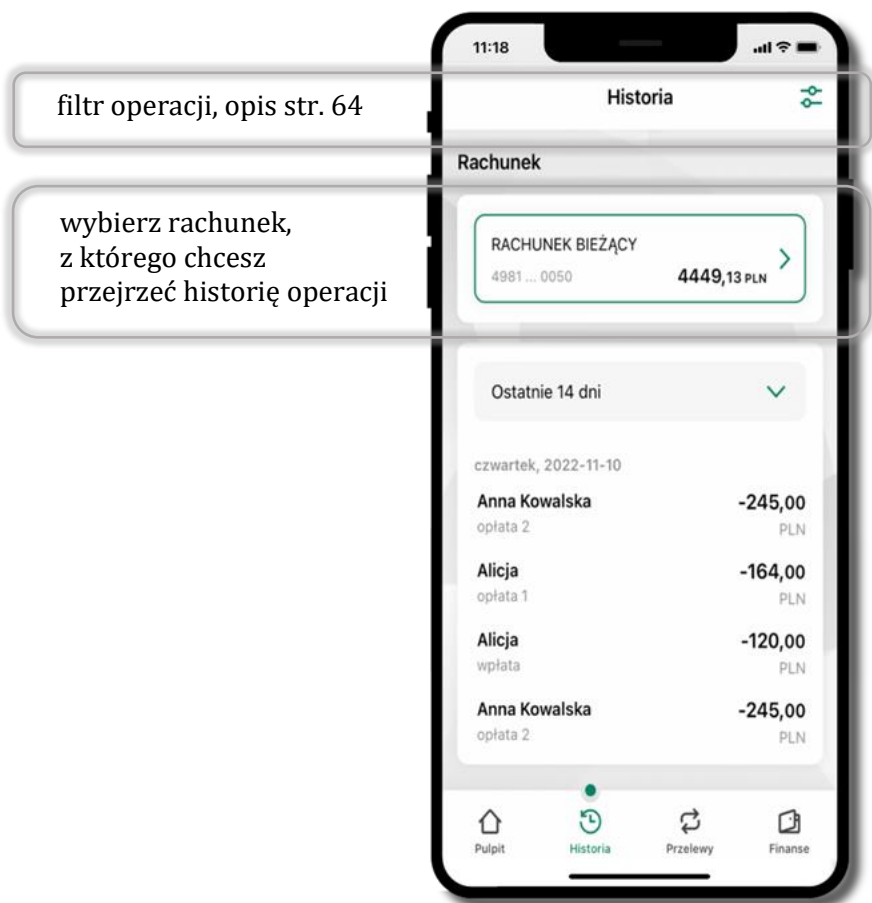 11:18
filtr operacji, opis str. 64
Historia
Rachunek
wybierz rachunek,
z którego chcesz
przejrzeć historię operacji
RACHUNEK BIEŻĄCY
4981 ... 0050 4449,13 PLN
Ostatnie 14 dni
czwartek, 2022-11-10
Anna Kowalska -245,00
opłata 2 PLN
Alicja -164,00
opłata 1 PLN
Alicja -120,00
wpłata PLN
Anna Kowalska -245,00
opłata 2 PLN
Pulpit Historia Przelewy Finanse